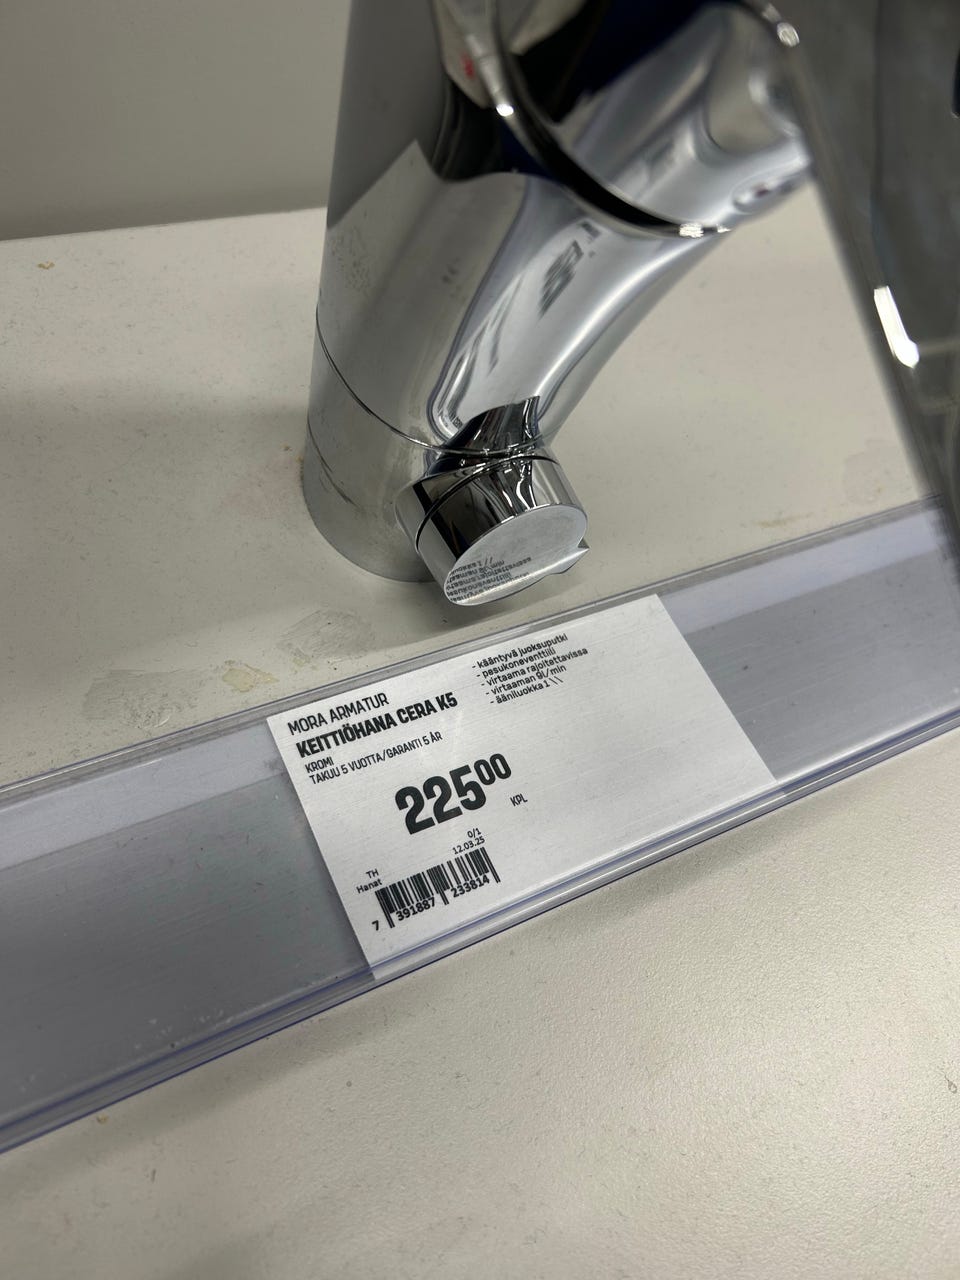 MORA ARMATUR
KEITTIÖHANA CERA K5
KROMI
TAKUU 5 VUOTTA/GARANTI 5 ÅR
- kääntyvä juoksuputki
- pesukoneventtiili
- virtaama rajoitettavissa
- virtaaman 9l/min
- ääniluokka 1 \\
22500
KPL
0/1
12.03.25
TH
Hanat
7 391887 233814